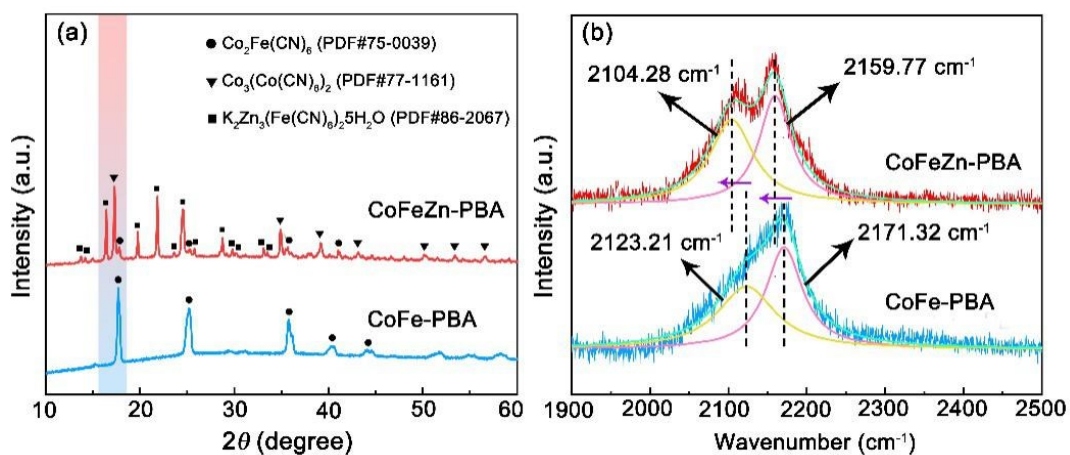 (a)
● Co₂Fe(CN)₆ (PDF#75-0039)
▼ Co₃(Co(CN)₆)₂ (PDF#77-1161)
■ K₂Zn₃(Fe(CN)₆)₂5H₂O (PDF#86-2067)
CoFeZn-PBA
CoFe-PBA
Intensity (a.u.)
10 20 30 40 50 60
2θ (degree)
(b)
2104.28 cm⁻¹
2159.77 cm⁻¹
CoFeZn-PBA
2123.21 cm⁻¹
2171.32 cm⁻¹
CoFe-PBA
Intensity (a.u.)
1900 2000 2100 2200 2300 2400 2500
Wavenumber (cm⁻¹)